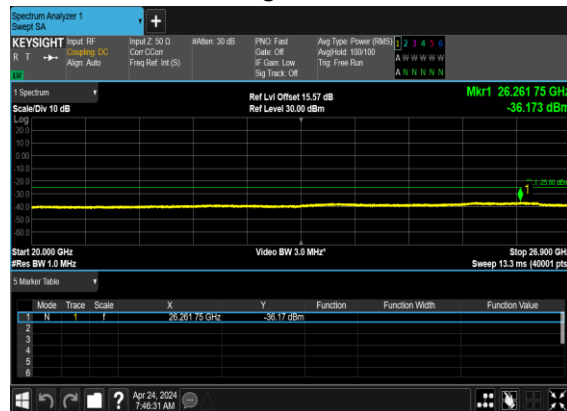 Spectrum Analyzer 1
Swept SA
KEYSIGHT Input: RF Input Z: 50 Ω #Atten: 30 dB PNO: Fast Avg Type: Power (RMS) 1 2 3 4 5 6
R T Coupling: DC Corr CCorr Gate: Off Avg|Hold: 100/100 A W W W W W
Align: Auto Freq Ref: Int (S) IF Gain: Low Trig: Free Run
LW Sig Track: Off A N N N N N
1 Spectrum Ref Lvl Offset 15.57 dB Mkr1 26.261 75 GHz
Scale/Div 10 dB Ref Level 30.00 dBm -36.173 dBm
Log
20.0
10.0
0.00
-10.0
-20.0
-30.0
-40.0
-50.0
-60.0
1
-25.00 dBm
Start 20.000 GHz Video BW 3.0 MHz* Stop 26.900 GHz
#Res BW 1.0 MHz Sweep 13.3 ms (40001 pts)
5 Marker Table
Mode Trace Scale X Y Function Function Width Function Value
1 N 1 f 26.261 75 GHz -36.17 dBm
2
3
4
5
6
? Apr 24, 2024
7:46:31 AM